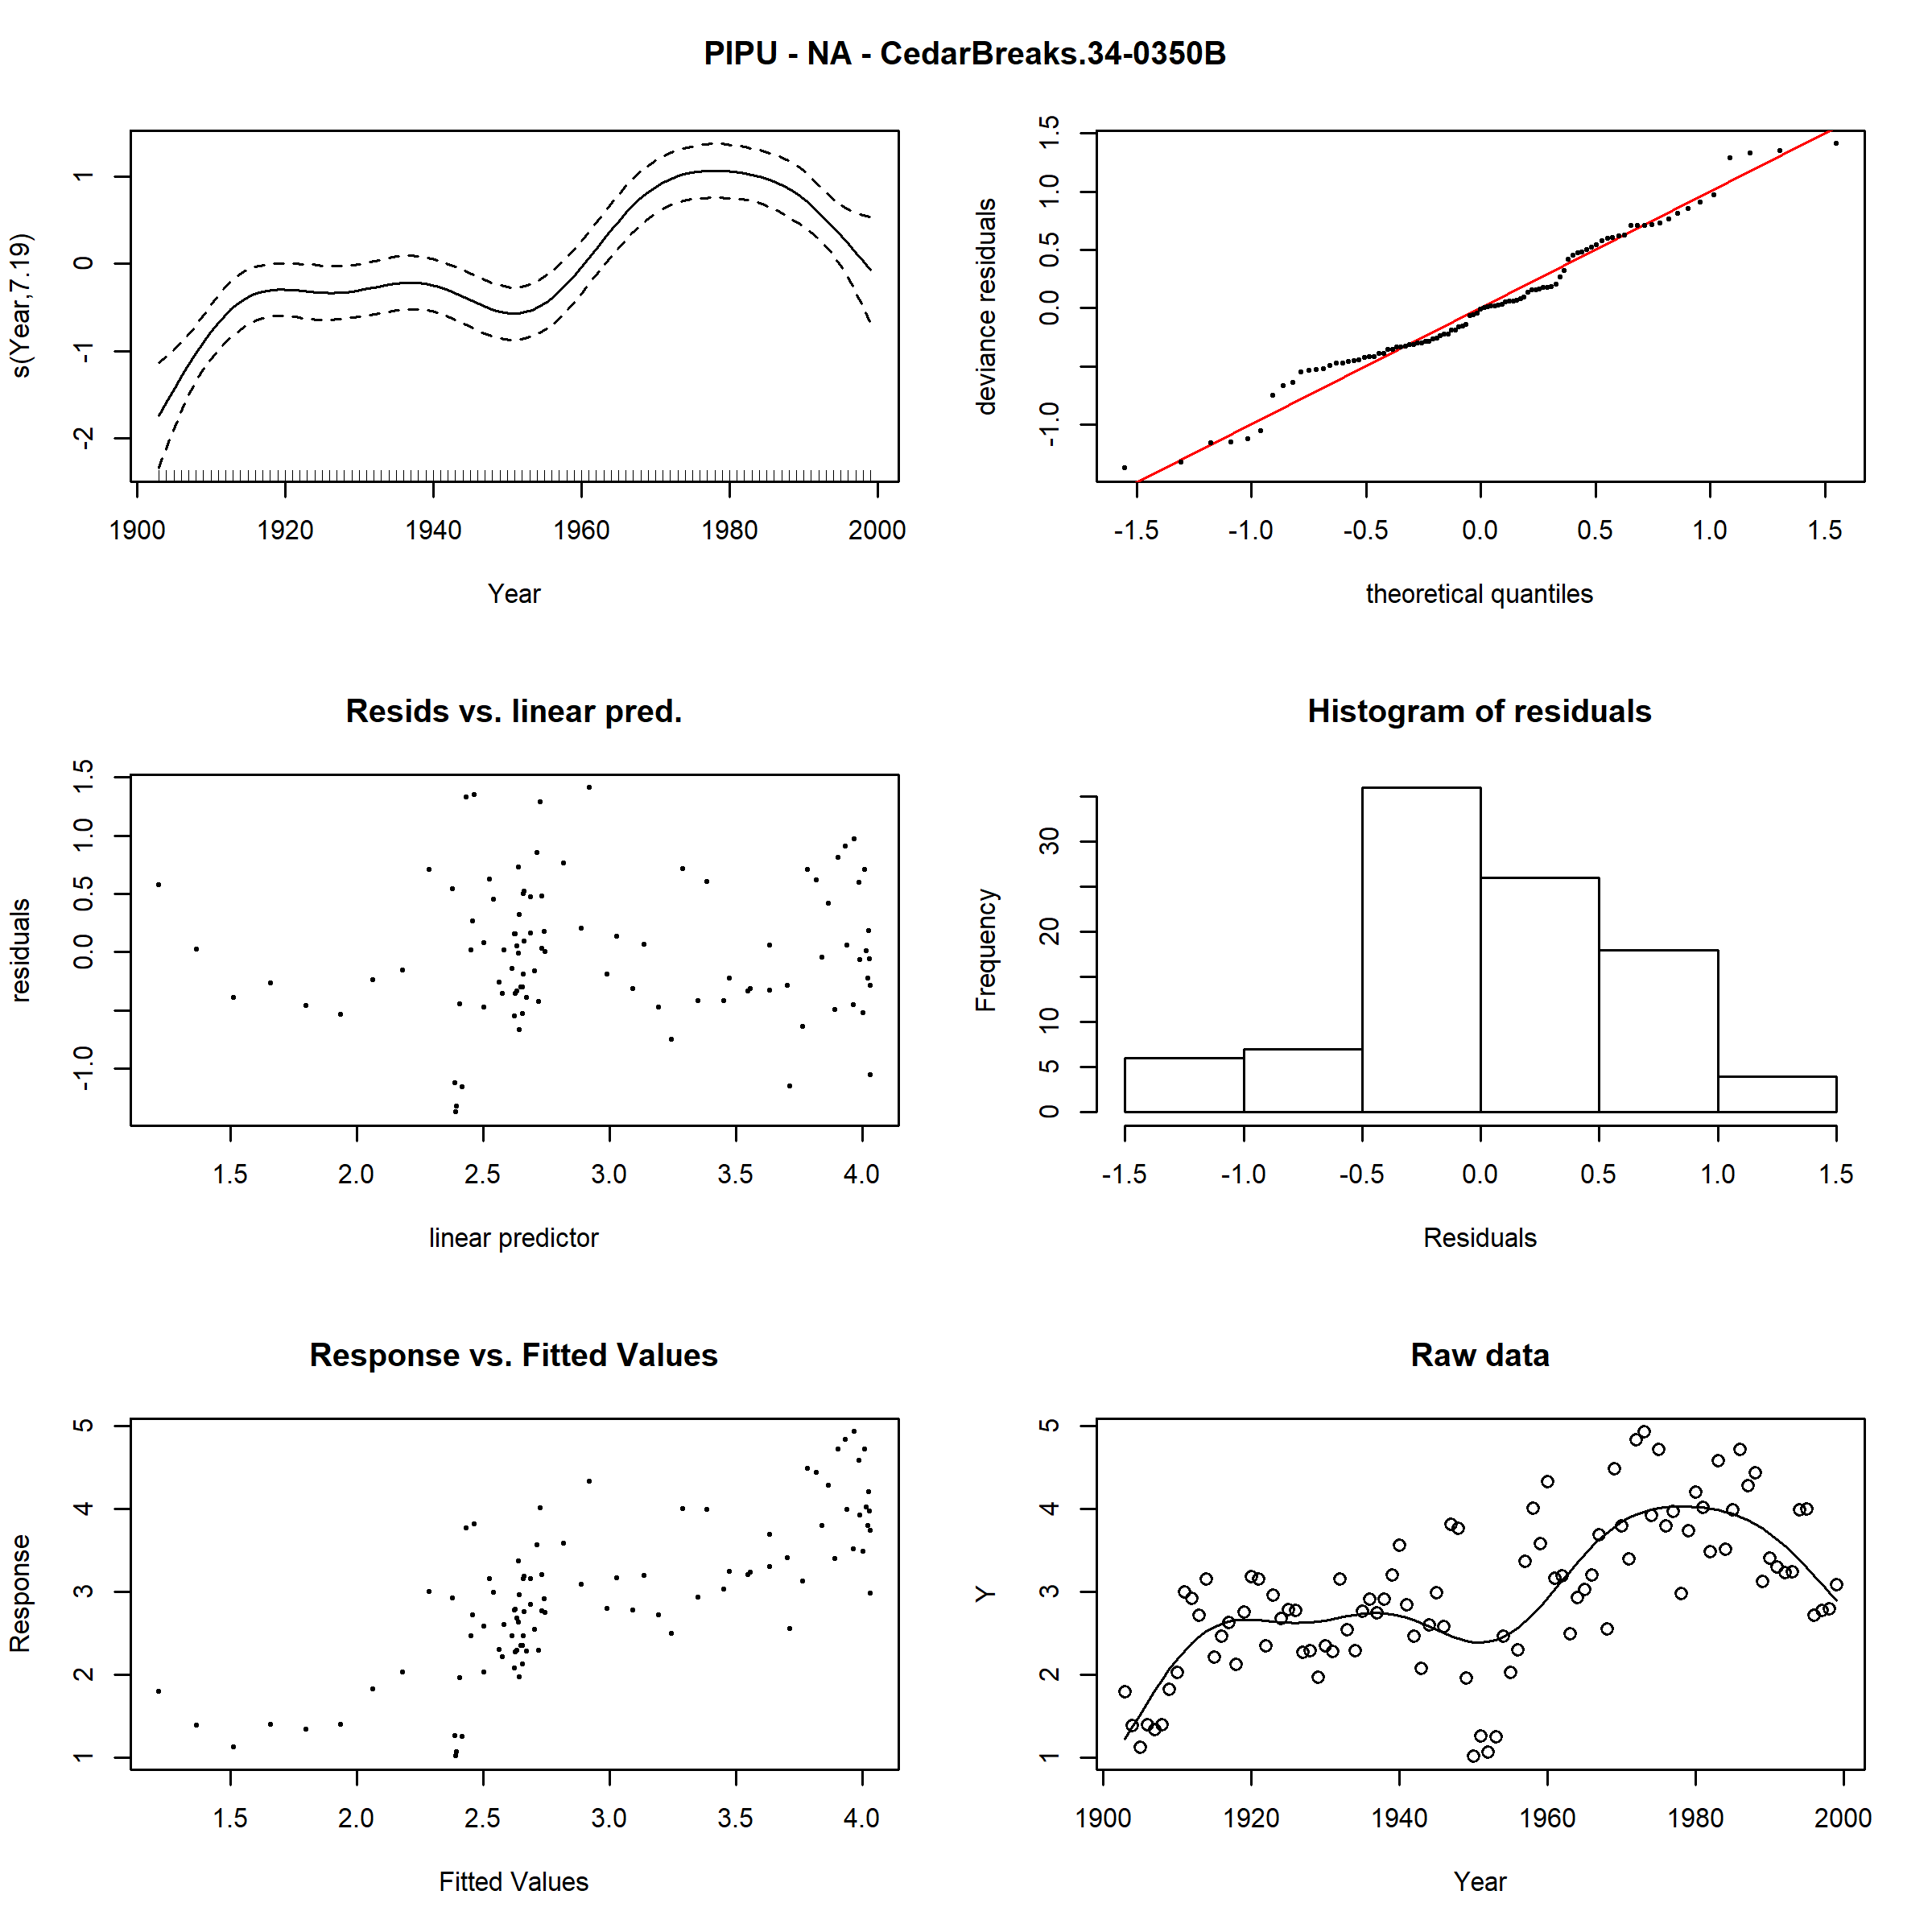 PIPU - NA - CedarBreaks.34-0350B
s(Year,7.19)
1
0
-1
-2
1900 1920 1940 1960 1980 2000
Year
deviance residuals
1.5
1.0
0.5
0.0
-1.0
-1.5 -1.0 -0.5 0.0 0.5 1.0 1.5
theoretical quantiles
Resids vs. linear pred.
residuals
1.5
1.0
0.5
0.0
-1.0
1.5 2.0 2.5 3.0 3.5 4.0
linear predictor
Histogram of residuals
Frequency
30
20
10
5
0
-1.5 -1.0 -0.5 0.0 0.5 1.0 1.5
Residuals
Response vs. Fitted Values
Response
5
4
3
2
1
1.5 2.0 2.5 3.0 3.5 4.0
Fitted Values
Raw data
Y
5
4
3
2
1
1900 1920 1940 1960 1980 2000
Year